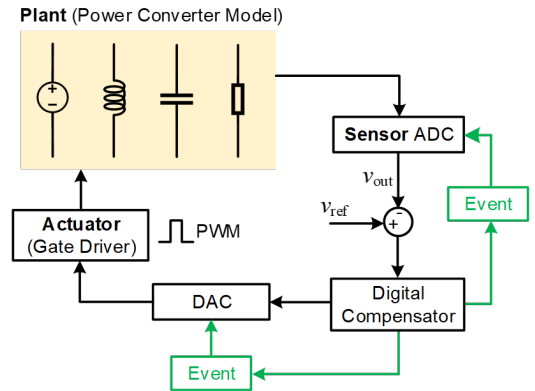 Plant (Power Converter Model)
+
−
Sensor ADC
vout
Event
vref
-
+
Actuator
(Gate Driver)
PWM
DAC
Digital
Compensator
Event